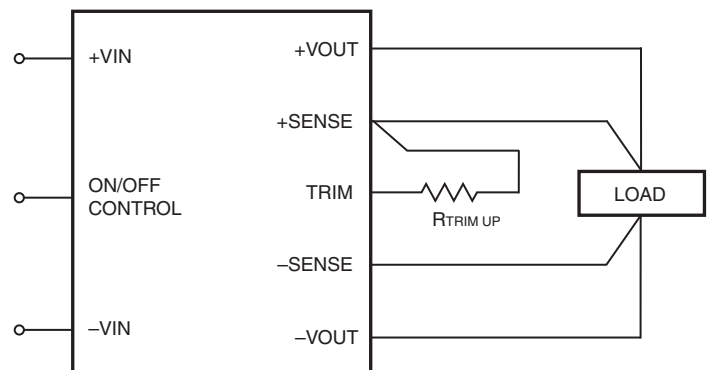 +VIN
+VOUT
+SENSE
ON/OFF
CONTROL
TRIM
LOAD
RTRIM UP
–SENSE
–VIN
–VOUT